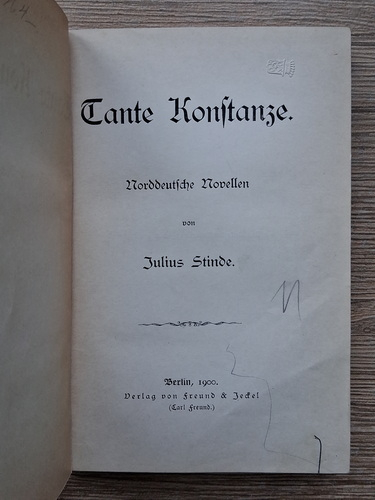 Tante Konſtanze.
Norddeutſche Novellen
von
Julius Stinde.
Berlin, 1900.
Verlag von Freund & Jeckel
(Carl Freund.)